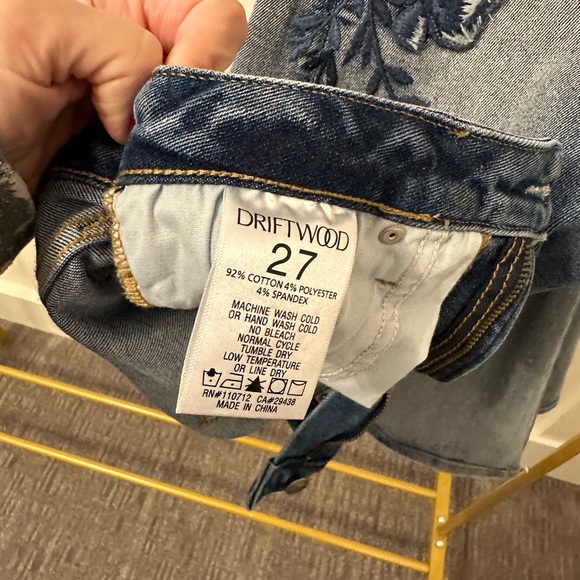 DRIFTWOOD
27
92% COTTON 4% POLYESTER
4% SPANDEX
MACHINE WASH COLD
OR HAND WASH COLD
NO BLEACH
NORMAL CYCLE
TUMBLE DRY
LOW TEMPERATURE
OR LINE DRY
RN#110712 CA#29438
MADE IN CHINA